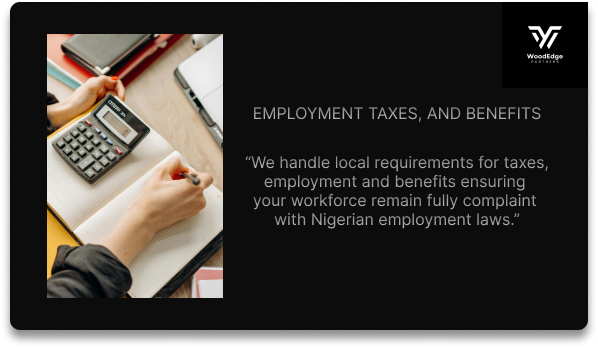 WoodEdge
PARTNERS
EMPLOYMENT TAXES, AND BENEFITS
“We handle local requirements for taxes,
employment and benefits ensuring
your workforce remain fully complaint
with Nigerian employment laws.”
CITIZEN